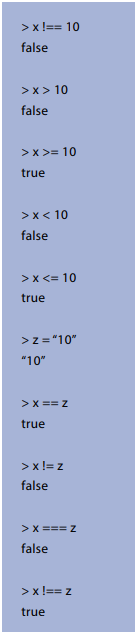 > x !== 10
false
> x > 10
false
> x >= 10
true
> x < 10
false
> x <= 10
true
> z = “10”
“10”
> x == z
true
> x != z
false
> x === z
false
> x !== z
true